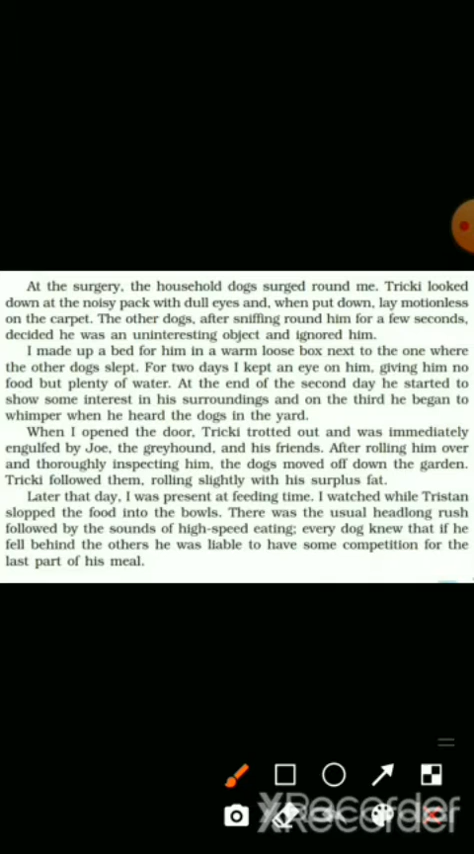 At the surgery, the household dogs surged round me. Tricki looked
down at the noisy pack with dull eyes and, when put down, lay motionless
on the carpet. The other dogs, after sniffing round him for a few seconds,
decided he was an uninteresting object and ignored him.
I made up a bed for him in a warm loose box next to the one where
the other dogs slept. For two days I kept an eye on him, giving him no
food but plenty of water. At the end of the second day he started to
show some interest in his surroundings and on the third he began to
whimper when he heard the dogs in the yard.
When I opened the door, Tricki trotted out and was immediately
engulfed by Joe, the greyhound, and his friends. After rolling him over
and thoroughly inspecting him, the dogs moved off down the garden.
Tricki followed them, rolling slightly with his surplus fat.
Later that day, I was present at feeding time. I watched while Tristan
slopped the food into the bowls. There was the usual headlong rush
followed by the sounds of high-speed eating; every dog knew that if he
fell behind the others he was liable to have some competition for the
last part of his meal.
XRecorder